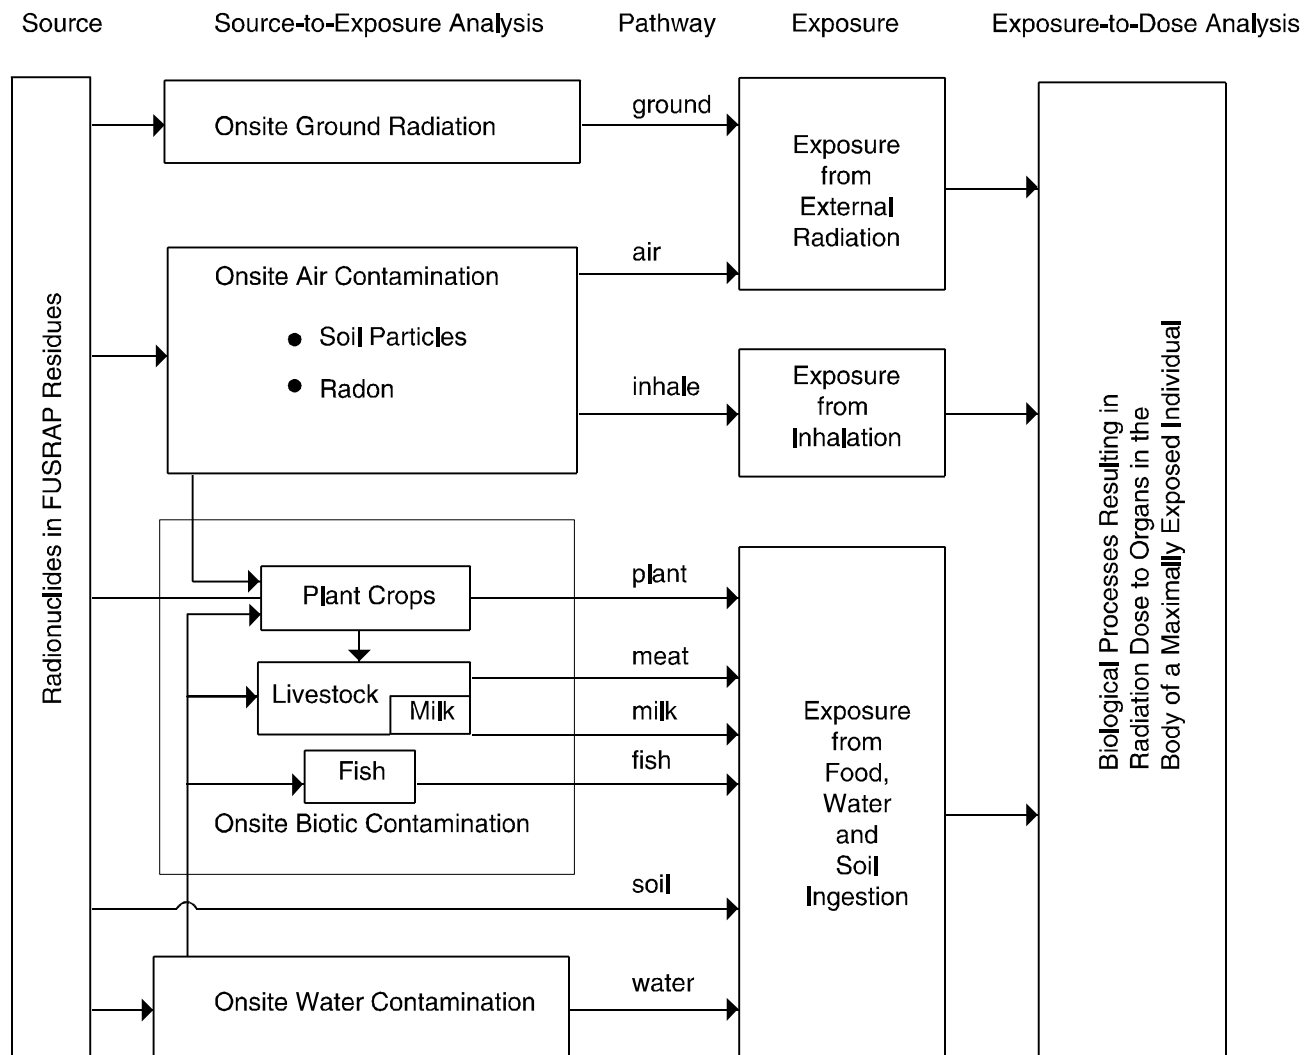 Source
Source-to-Exposure Analysis
Pathway
Exposure
Exposure-to-Dose Analysis
Radionuclides in FUSRAP Residues
Onsite Ground Radiation
ground
Exposure
from
External
Radiation
Onsite Air Contamination
• Soil Particles
• Radon
air
inhale
Exposure
from
Inhalation
Plant Crops
plant
Livestock
Milk
meat
milk
Fish
fish
Onsite Biotic Contamination
soil
Exposure
from
Food,
Water
and
Soil
Ingestion
Onsite Water Contamination
water
Biological Processes Resulting in
Radiation Dose to Organs in the
Body of a Maximally Exposed Individual